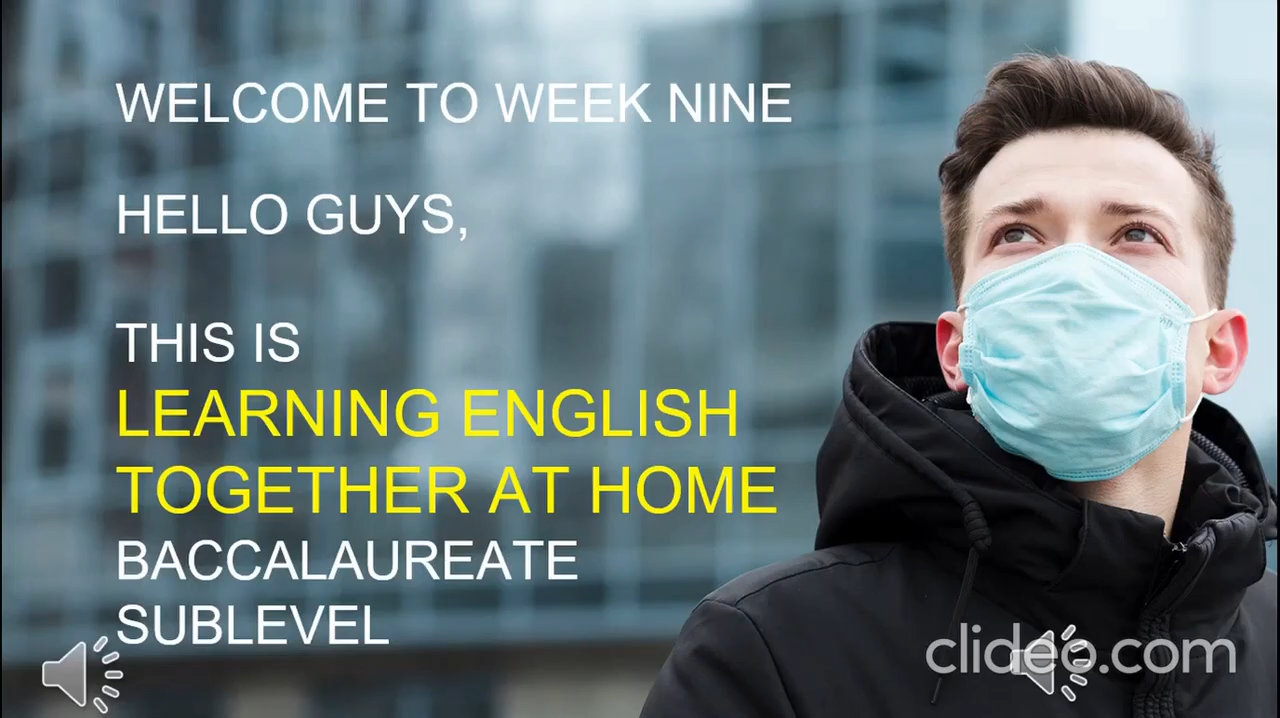 WELCOME TO WEEK NINE
HELLO GUYS,
THIS IS
LEARNING ENGLISH
TOGETHER AT HOME
BACCALAUREATE
SUBLEVEL
clideo.com